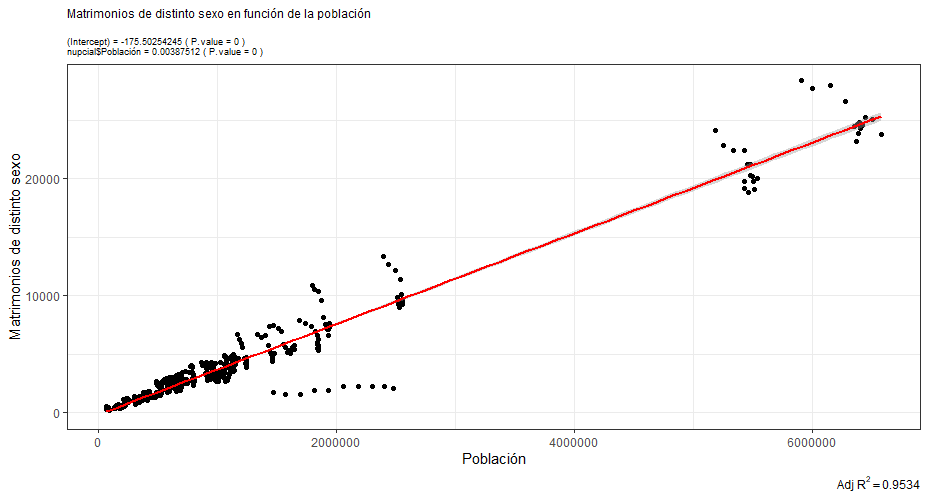 Matrimonios de distinto sexo en función de la población
(Intercept) = -175.50254245 ( P.value = 0 )
nupcial$Población = 0.00387512 ( P.value = 0 )
Matrimonios de distinto sexo
20000
10000
0
0 2000000 4000000 6000000
Población
Adj R² = 0.9534